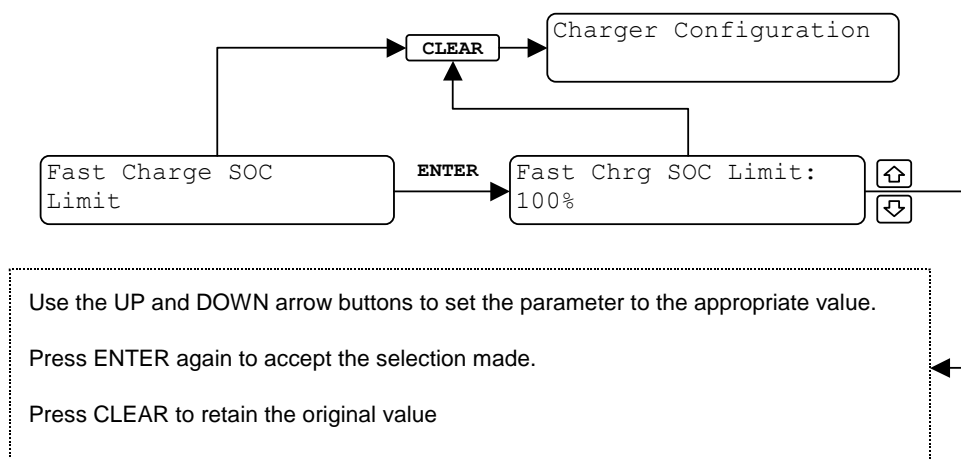 CLEAR
Charger Configuration
Fast Charge SOC
Limit
ENTER
Fast Chrg SOC Limit:
100%
Use the UP and DOWN arrow buttons to set the parameter to the appropriate value.
Press ENTER again to accept the selection made.
Press CLEAR to retain the original value